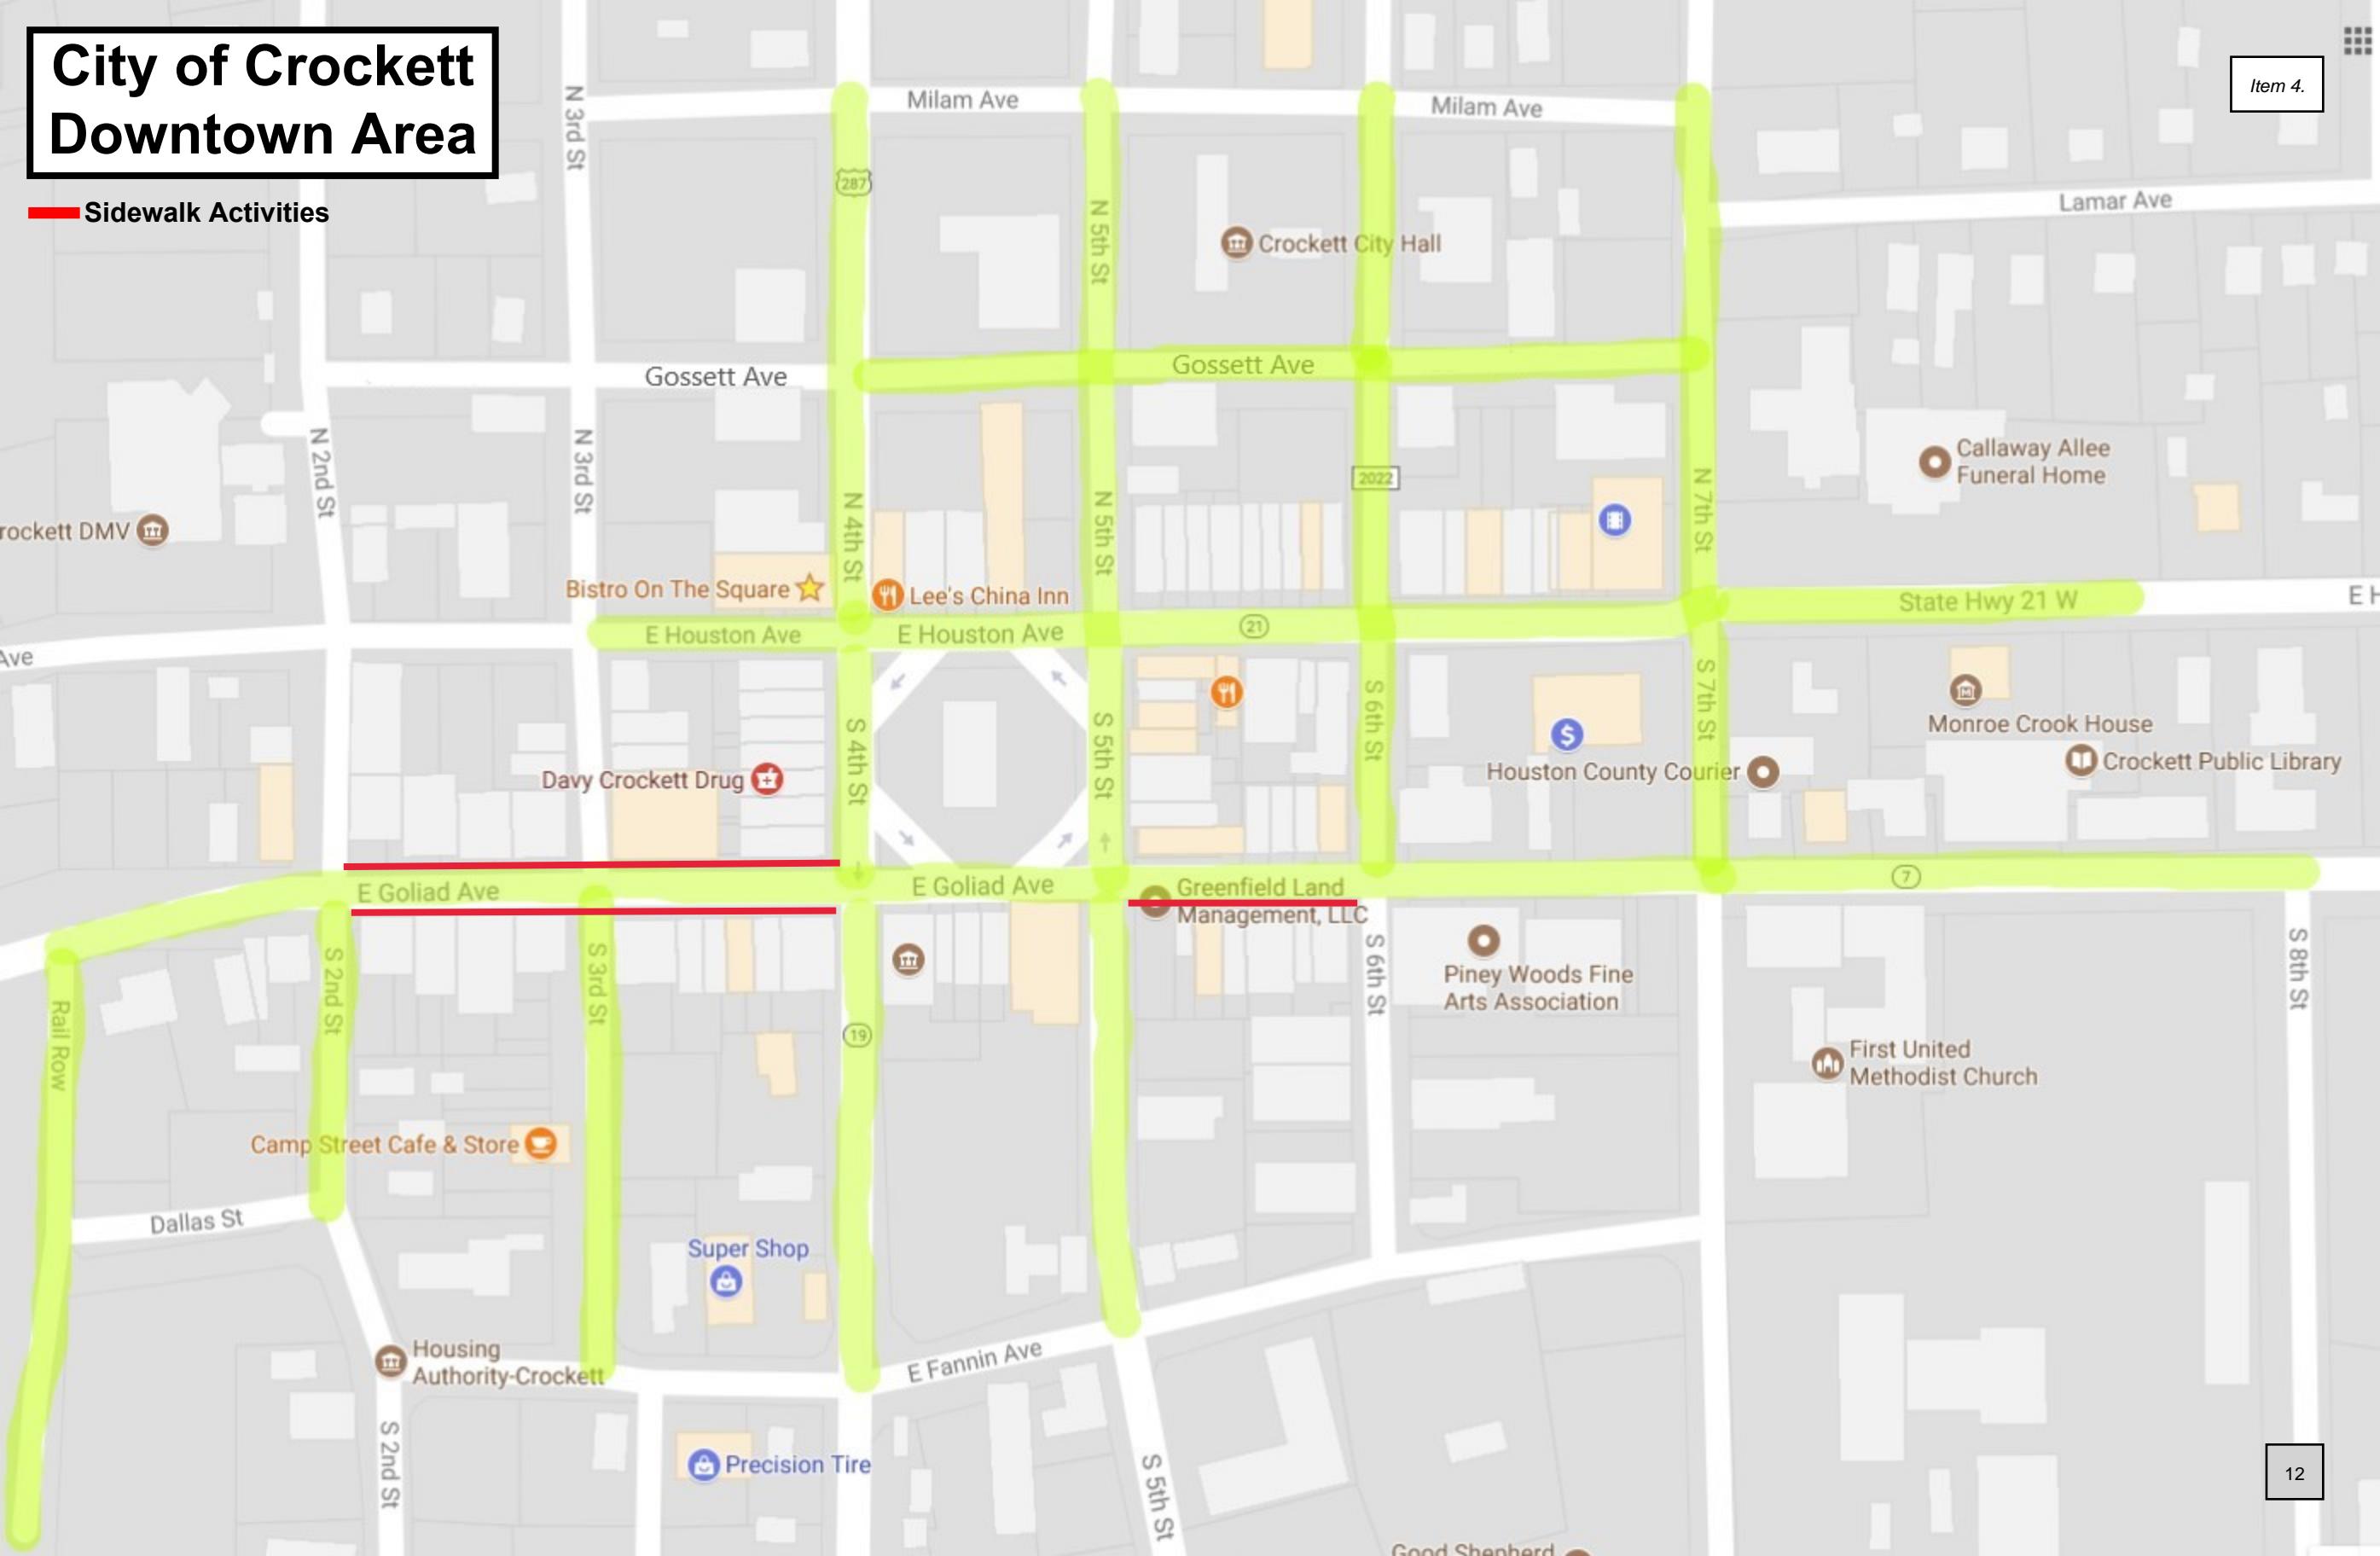 City of Crockett
Downtown Area
Item 4.
Sidewalk Activities
N 3rd St
Milam Ave
Milam Ave
287
N 5th St
Lamar Ave
Crockett City Hall
Gossett Ave
Gossett Ave
N 2nd St
N 3rd St
N 4th St
N 5th St
2022
N 7th St
Callaway Allee
Funeral Home
rockett DMV
Bistro On The Square
Lee's China Inn
State Hwy 21 W
E H
E Houston Ave
E Houston Ave
21
Ave
S 4th St
S 5th St
S 6th St
S 7th St
Monroe Crook House
Davy Crockett Drug
Houston County Courier
Crockett Public Library
E Goliad Ave
E Goliad Ave
Greenfield Land
Management, LLC
7
Rail Row
S 2nd St
S 3rd St
19
S 6th St
Piney Woods Fine
Arts Association
S 8th St
First United
Methodist Church
Camp Street Cafe & Store
Dallas St
Super Shop
Housing
Authority-Crockett
E Fannin Ave
S 2nd St
Precision Tire
S 5th St
12
Good Shepherd